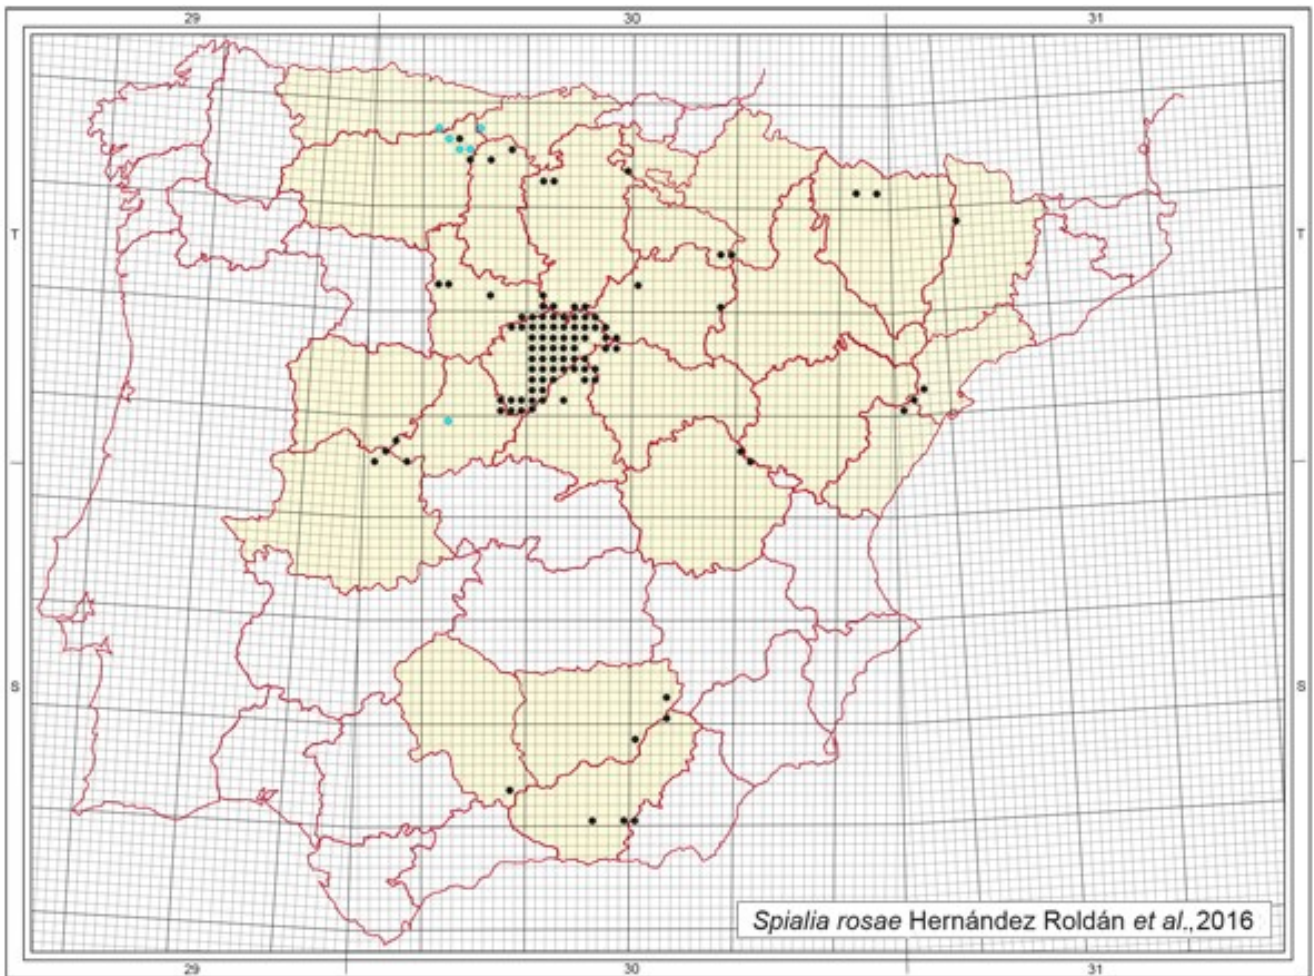 29 30 31
T T
S S
Spialia rosae Hernández Roldán et al.,2016
29 30 31